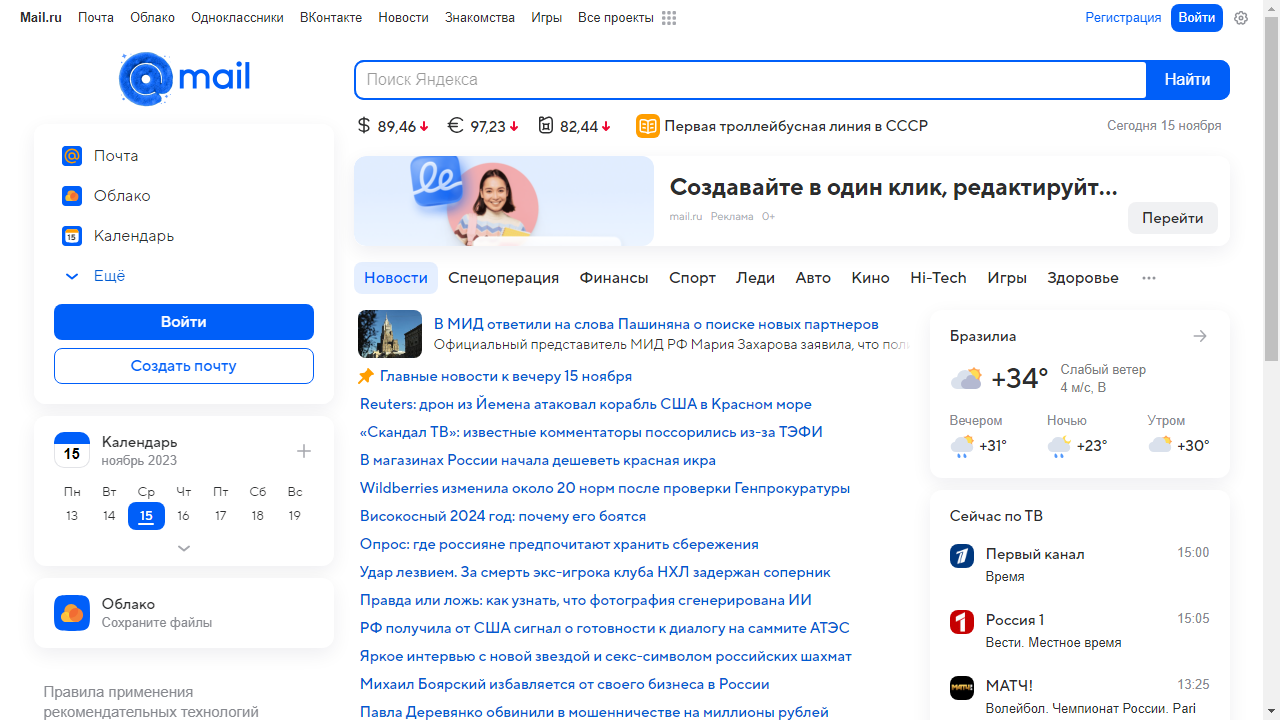 Mail.ru Почта Облако Одноклассники ВКонтакте Новости Знакомства Игры Все проекты Регистрация Войти
mail
Поиск Яндекса Найти
$ 89,46 € 97,23 82,44 Первая троллейбусная линия в СССР Сегодня 15 ноября
Почта
Облако
15 Календарь
Ещё
Войти
Создать почту
15 Календарь
ноябрь 2023
Пн Вт Ср Чт Пт Сб Вс
13 14 15 16 17 18 19
Облако
Сохраните файлы
Правила применения
рекомендательных технологий
Создавайте в один клик, редактируйт...
mail.ru Реклама 0+
Перейти
Новости Спецоперация Финансы Спорт Леди Авто Кино Hi-Tech Игры Здоровье
В МИД ответили на слова Пашиняна о поиске новых партнеров
Официальный представитель МИД РФ Мария Захарова заявила, что пол
Главные новости к вечеру 15 ноября
Reuters: дрон из Йемена атаковал корабль США в Красном море
«Скандал ТВ»: известные комментаторы поссорились из-за ТЭФИ
В магазинах России начала дешеветь красная икра
Wildberries изменила около 20 норм после проверки Генпрокуратуры
Високосный 2024 год: почему его боятся
Опрос: где россияне предпочитают хранить сбережения
Удар лезвием. За смерть экс-игрока клуба НХЛ задержан соперник
Правда или ложь: как узнать, что фотография сгенерирована ИИ
РФ получила от США сигнал о готовности к диалогу на саммите АТЭС
Яркое интервью с новой звездой и секс-символом российских шахмат
Михаил Боярский избавляется от своего бизнеса в России
Павла Деревянко обвинили в мошенничестве на миллионы рублей
Бразилиа
+34° Слабый ветер
4 м/с, В
Вечером Ночью Утром
+31° +23° +30°
Сейчас по ТВ
Первый канал 15:00
Время
Россия 1 15:05
Вести. Местное время
МАТЧ! МАТЧ! 13:25
Волейбол. Чемпионат России. Pari